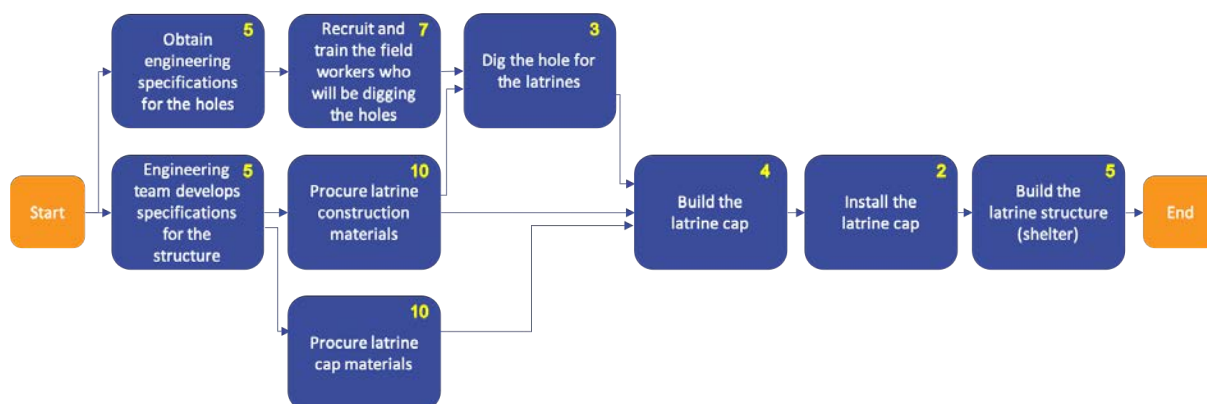 5
Obtain
engineering
specifications
for the holes
7
Recruit and
train the field
workers who
will be digging
the holes
3
Dig the hole for
the latrines
Start
5
Engineering
team develops
specifications
for the
structure
10
Procure latrine
construction
materials
4
Build the
latrine cap
2
Install the
latrine cap
5
Build the
latrine structure
(shelter)
End
10
Procure latrine
cap materials